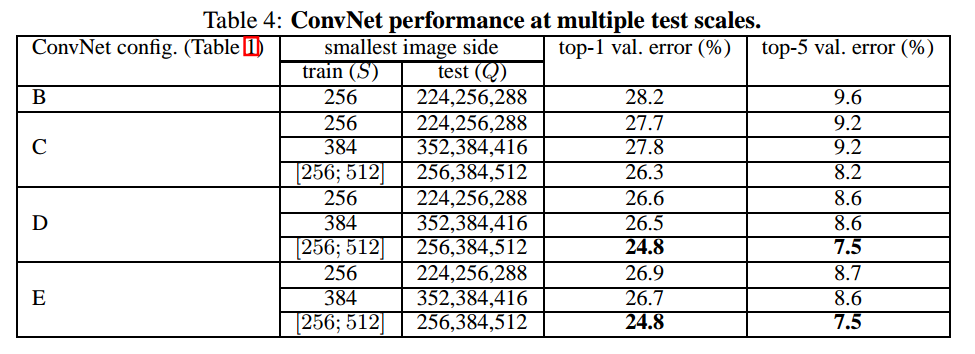 Table 4: ConvNet performance at multiple test scales.
ConvNet config. (Table 1) smallest image side top-1 val. error (%) top-5 val. error (%)
train (S) test (Q)
B 256 224,256,288 28.2 9.6
256 224,256,288 27.7 9.2
C 384 352,384,416 27.8 9.2
[256; 512] 256,384,512 26.3 8.2
256 224,256,288 26.6 8.6
D 384 352,384,416 26.5 8.6
[256; 512] 256,384,512 24.8 7.5
256 224,256,288 26.9 8.7
E 384 352,384,416 26.7 8.6
[256; 512] 256,384,512 24.8 7.5